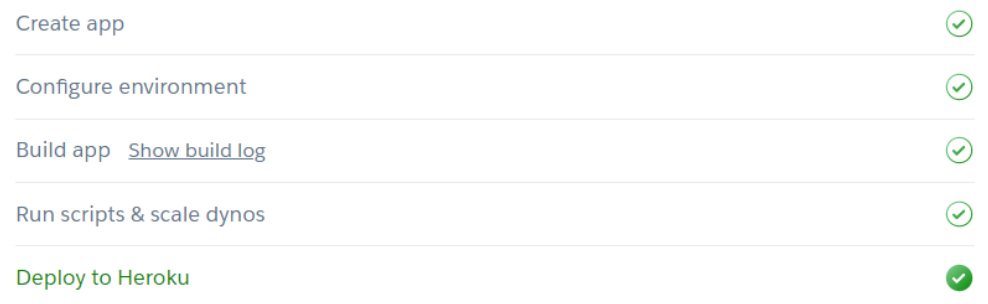 Create app
Configure environment
Build app Show build log
Run scripts & scale dynos
Deploy to Heroku